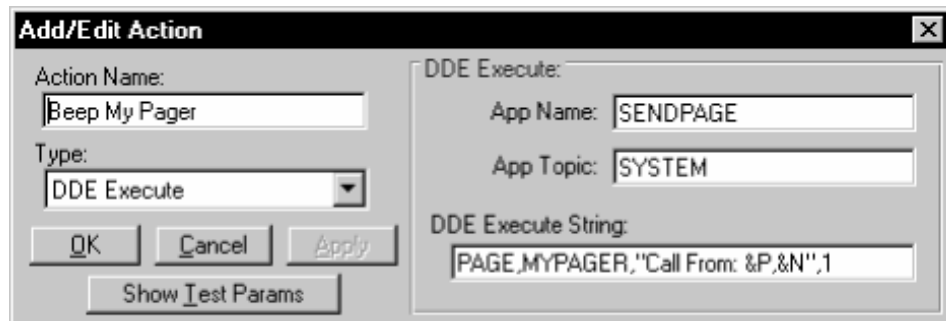 Add/Edit Action
Action Name:
Beep My Pager
Type:
DDE Execute
OK
Cancel
Apply
Show Test Params
DDE Execute:
App Name: SENDPAGE
App Topic: SYSTEM
DDE Execute String:
PAGE,MYPAGER,"Call From: &P,&N",1